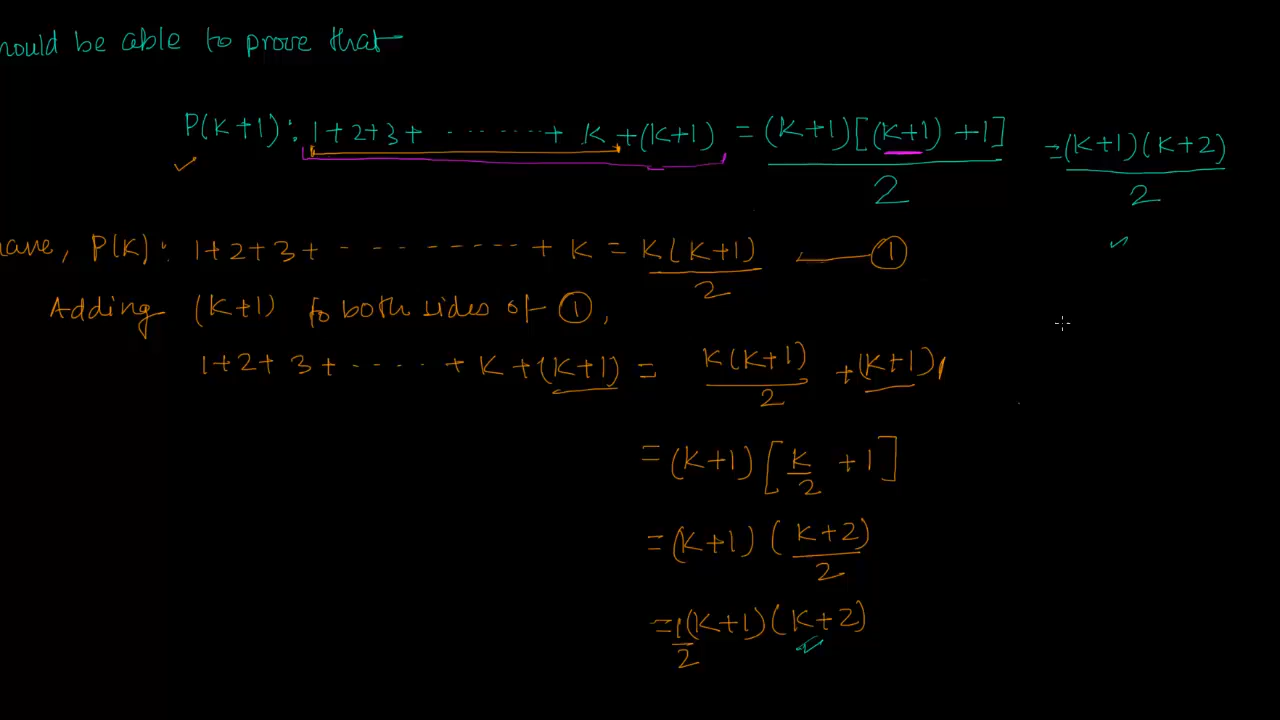 should be able to prove that
P(K+1): 1+2+3+ ........ + K +(K+1) = (K+1)[(K+1) +1]/2 = (K+1)(K+2)/2
P(K): 1+2+3+ ---------- + K = K(K+1)/2 —— ①
Adding (K+1) to both sides of ①,
1+2+3+ ...... + K +(K+1) = K(K+1)/2 +(K+1)
= (K+1) [K/2 +1]
= (K+1) (K+2)/2
= 1/2 (K+1)(K+2)